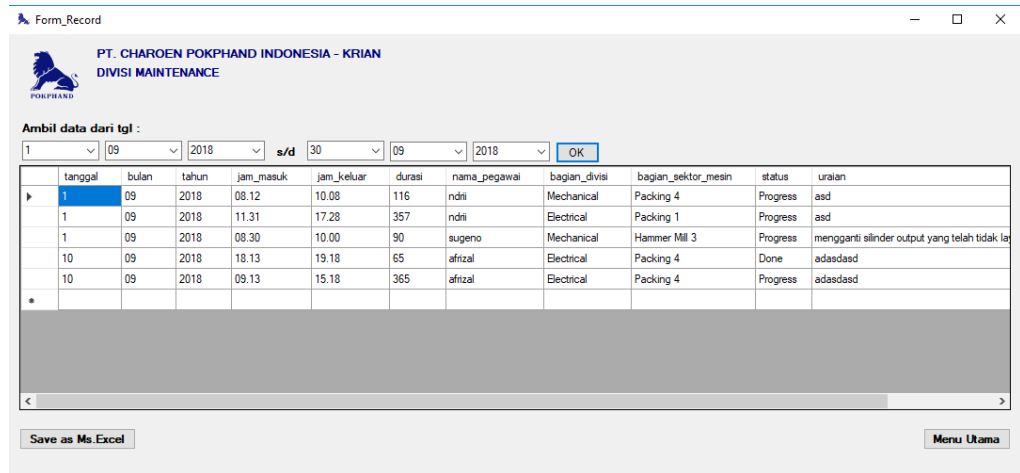 Form_Record
PT. CHAROEN POKPHAND INDONESIA - KRIAN
DIVISI MAINTENANCE
POKPHAND
Ambil data dari tgl :
1 09 2018 s/d 30 09 2018 OK
tanggal bulan tahun jam_masuk jam_keluar durasi nama_pegawai bagian_divisi bagian_sektor_mesin status uraian
1 09 2018 08.12 10.08 116 ndrii Mechanical Packing 4 Progress asd
1 09 2018 11.31 17.28 357 ndrii Electrical Packing 1 Progress asd
1 09 2018 08.30 10.00 90 sugeno Mechanical Hammer Mill 3 Progress mengganti silinder output yang telah tidak lay
10 09 2018 18.13 19.18 65 afrizal Electrical Packing 4 Done adasdasd
10 09 2018 09.13 15.18 365 afrizal Electrical Packing 4 Progress adasdasd
Save as Ms.Excel Menu Utama